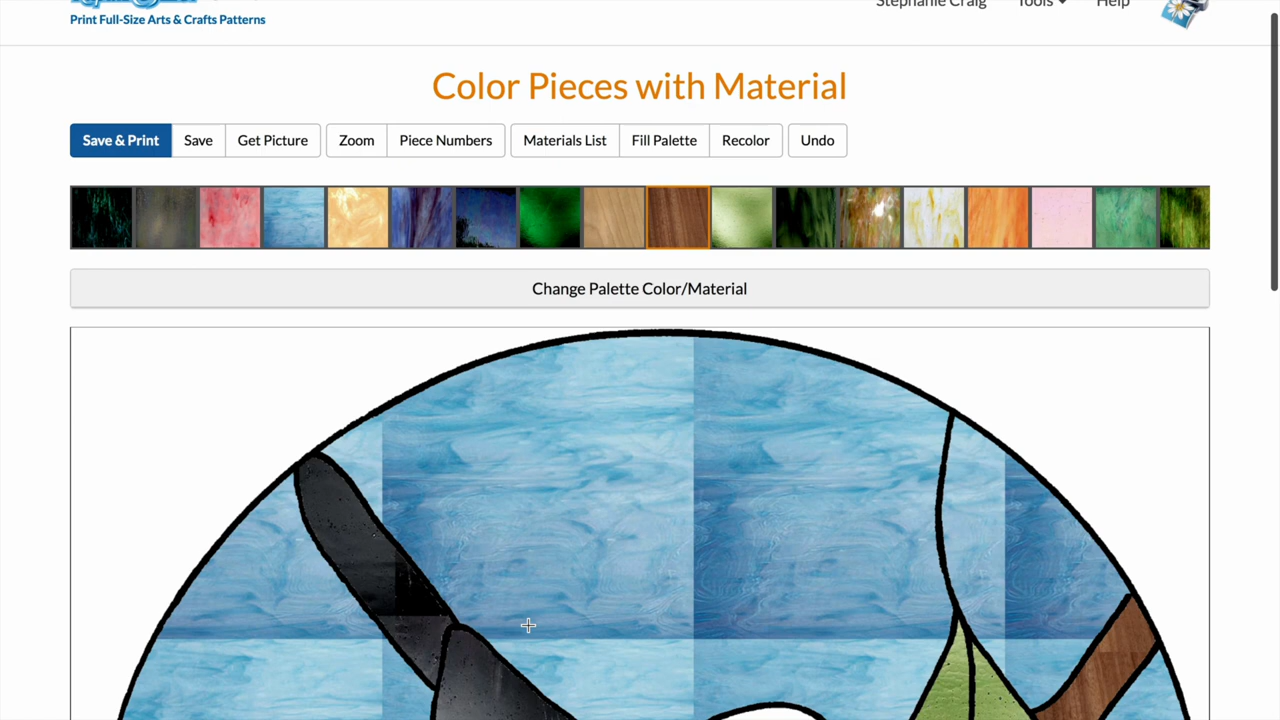 Print Full-Size Arts & Crafts Patterns
Stephanie Craig Tools Help
Color Pieces with Material
Save & Print Save Get Picture Zoom Piece Numbers Materials List Fill Palette Recolor Undo
Change Palette Color/Material